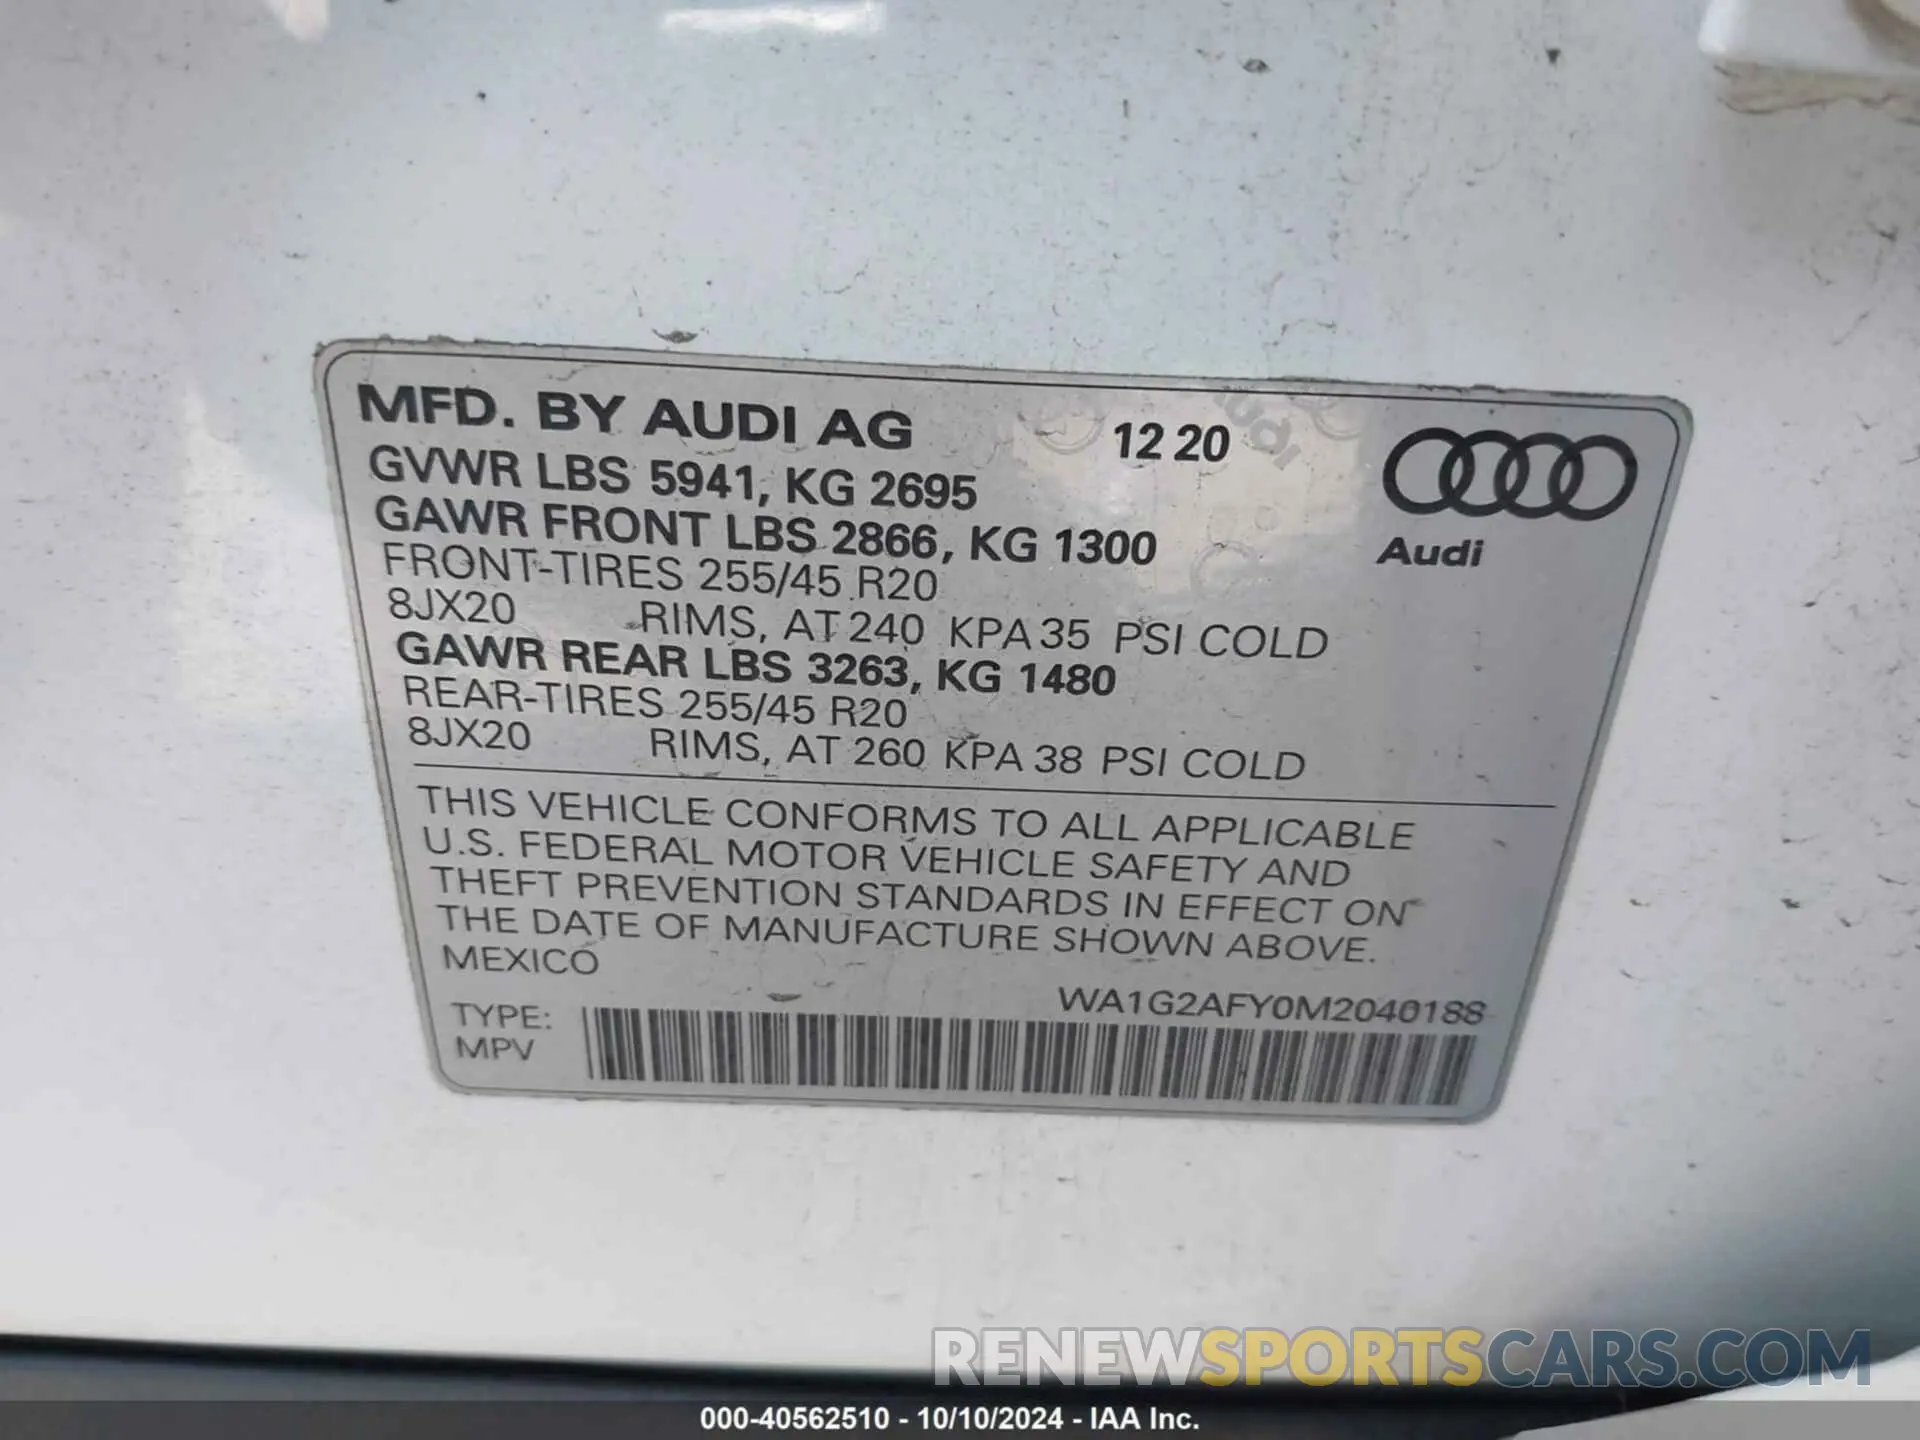 MFD. BY AUDI AG 12 20
GVWR LBS 5941, KG 2695
GAWR FRONT LBS 2866, KG 1300
Audi
FRONT-TIRES 255/45 R20
8JX20 RIMS, AT 240 KPA 35 PSI COLD
GAWR REAR LBS 3263, KG 1480
REAR-TIRES 255/45 R20
8JX20 RIMS, AT 260 KPA 38 PSI COLD
THIS VEHICLE CONFORMS TO ALL APPLICABLE
U.S. FEDERAL MOTOR VEHICLE SAFETY AND
THEFT PREVENTION STANDARDS IN EFFECT ON
THE DATE OF MANUFACTURE SHOWN ABOVE.
MEXICO
WA1G2AFY0M2040188
TYPE:
MPV
RENEWSPORTSCARS.COM
000-40562510 - 10/10/2024 - IAA Inc.